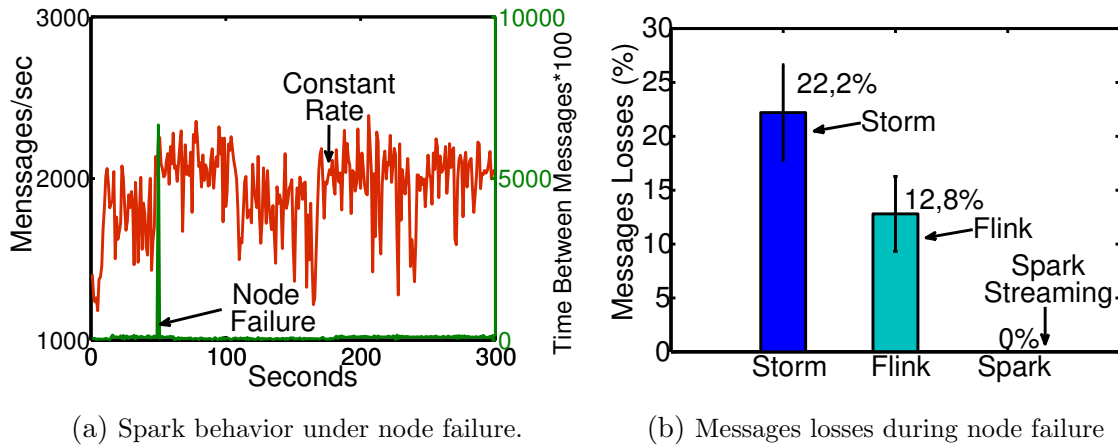 3000
2000
1000
Menssages/sec
10000
5000
0
Time Between Messages*100
Constant
Rate
Node
Failure
0
100
200
300
Seconds
(a) Spark behavior under node failure.
30
25
20
15
10
5
0
Messages Losses (%)
22,2%
Storm
12,8%
Flink
Spark
Streaming
0%
Storm
Flink
Spark
(b) Messages losses during node failure